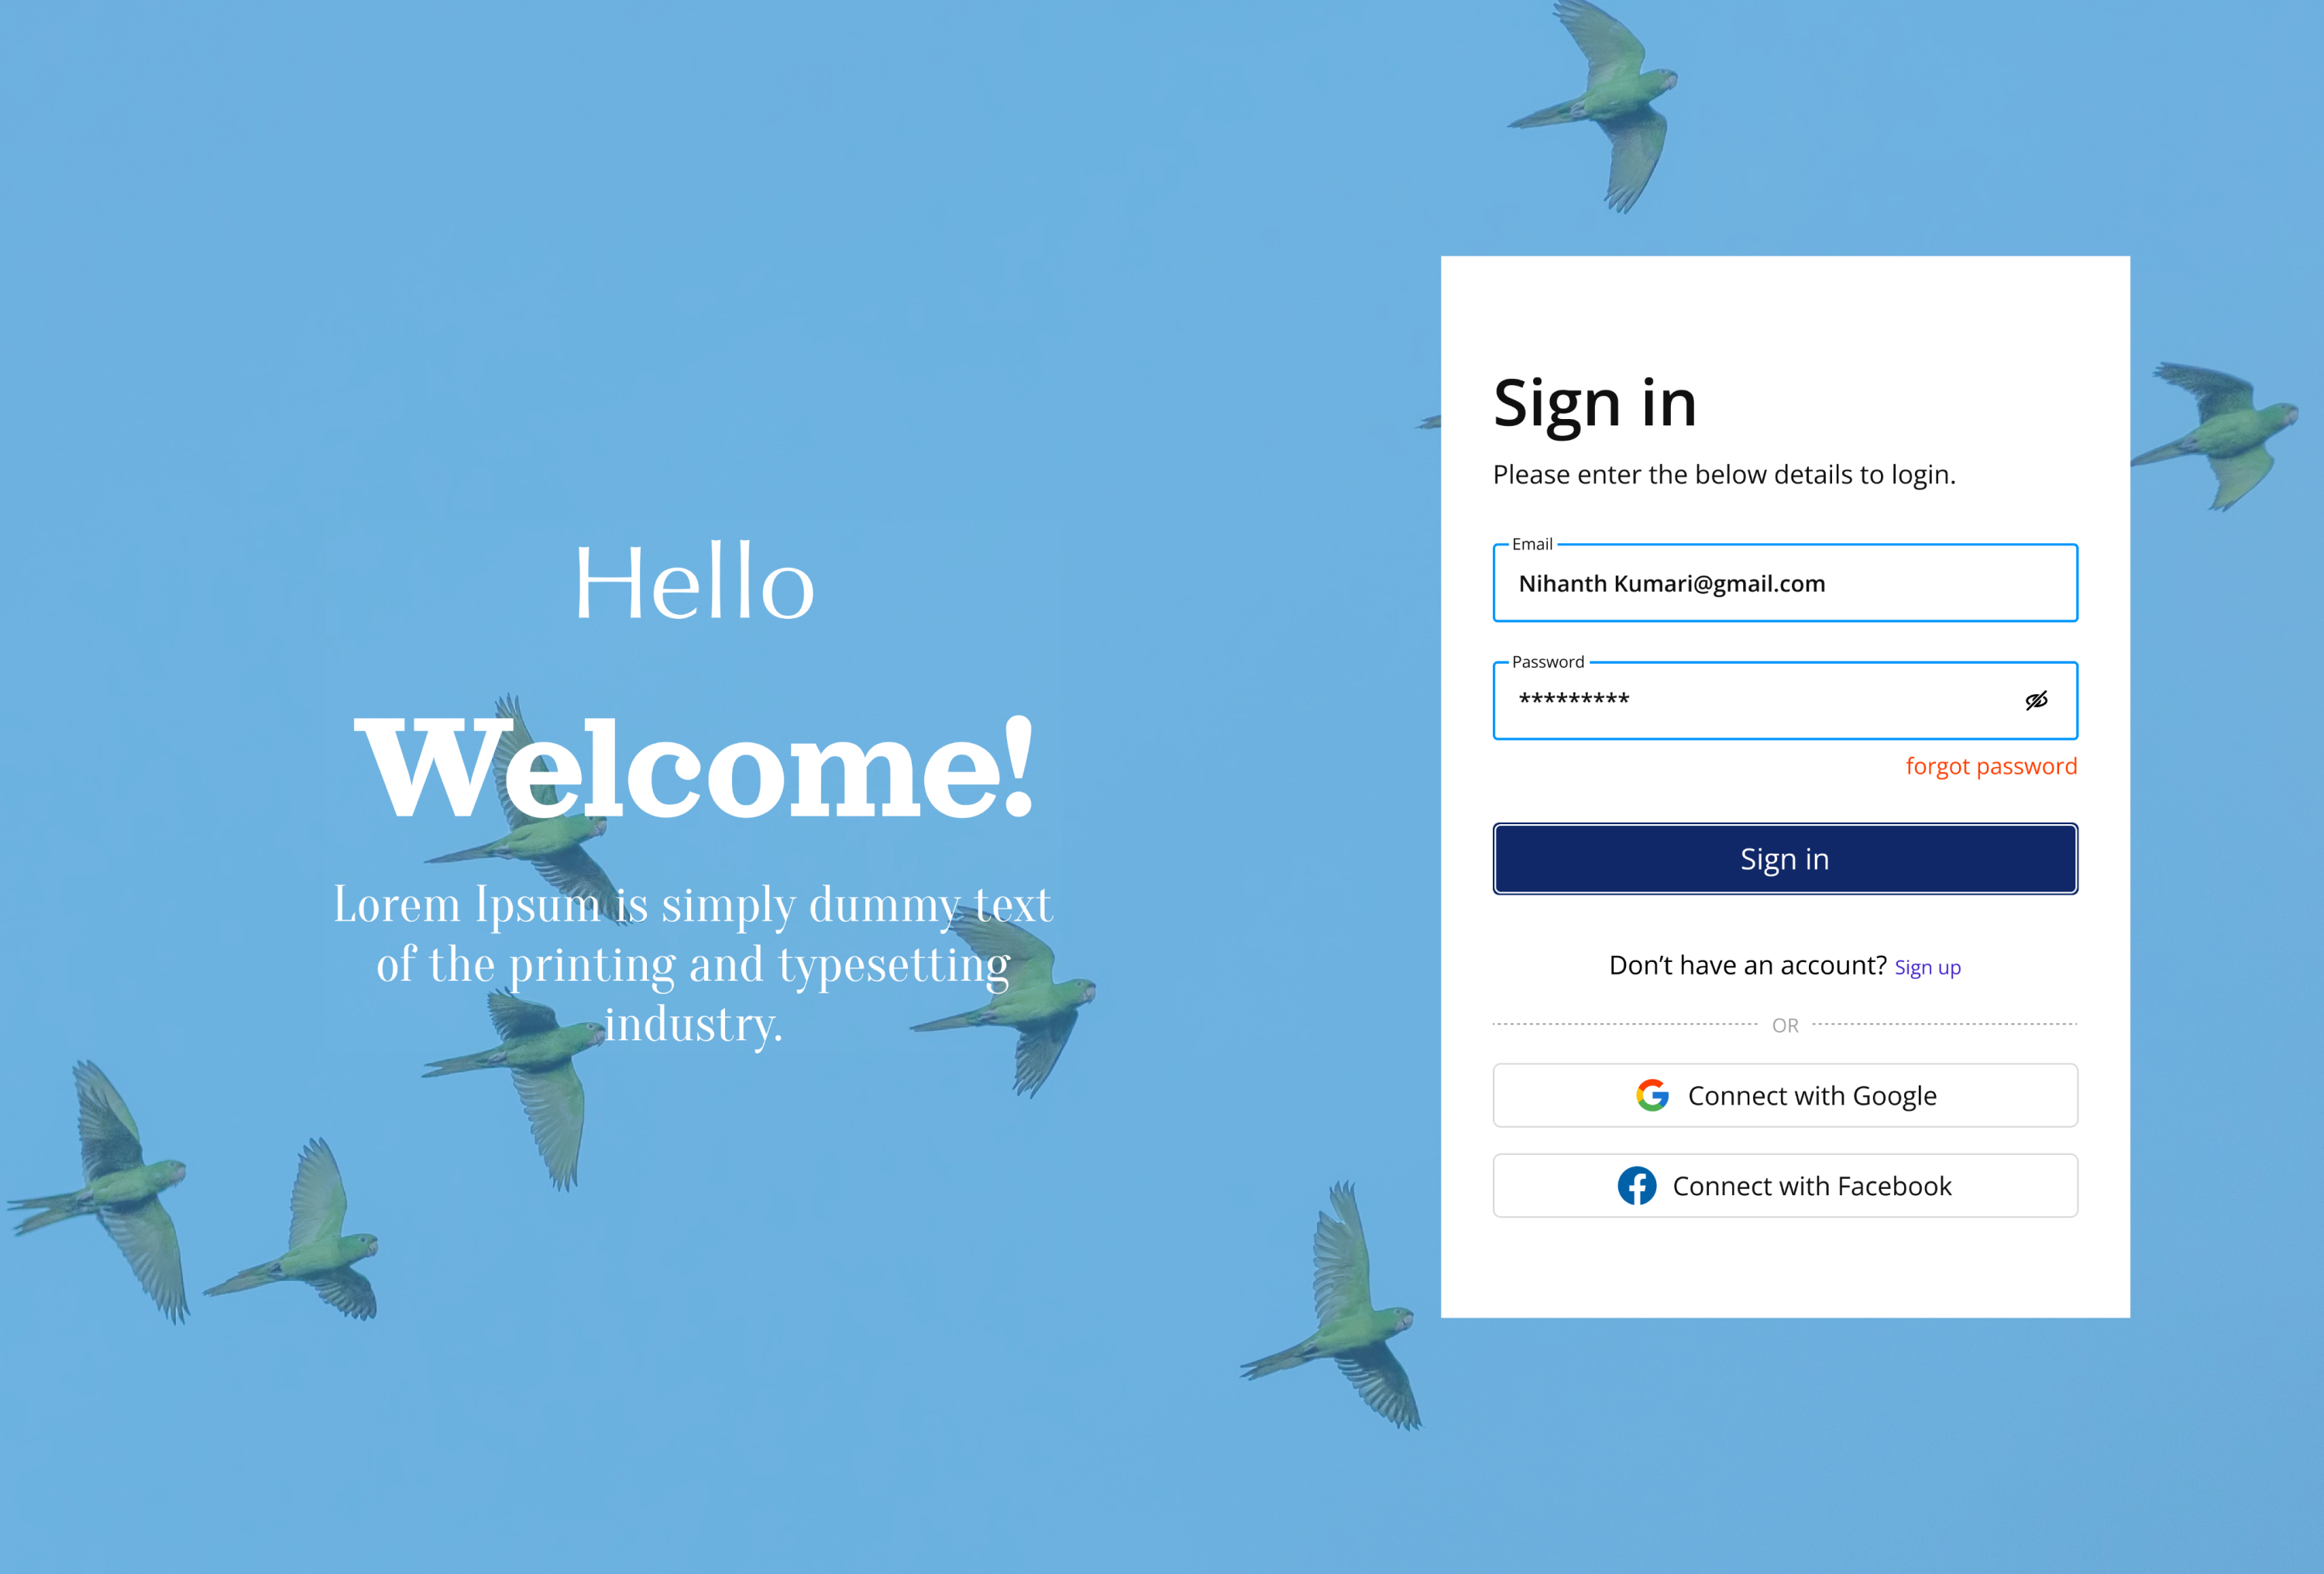 Hello
Welcome!
Lorem Ipsum is simply dummy text
of the printing and typesetting
industry.
Sign in
Please enter the below details to login.
Email
Nihanth Kumari@gmail.com
Password
*********
forgot password
Sign in
Don’t have an account? Sign up
OR
Connect with Google
Connect with Facebook